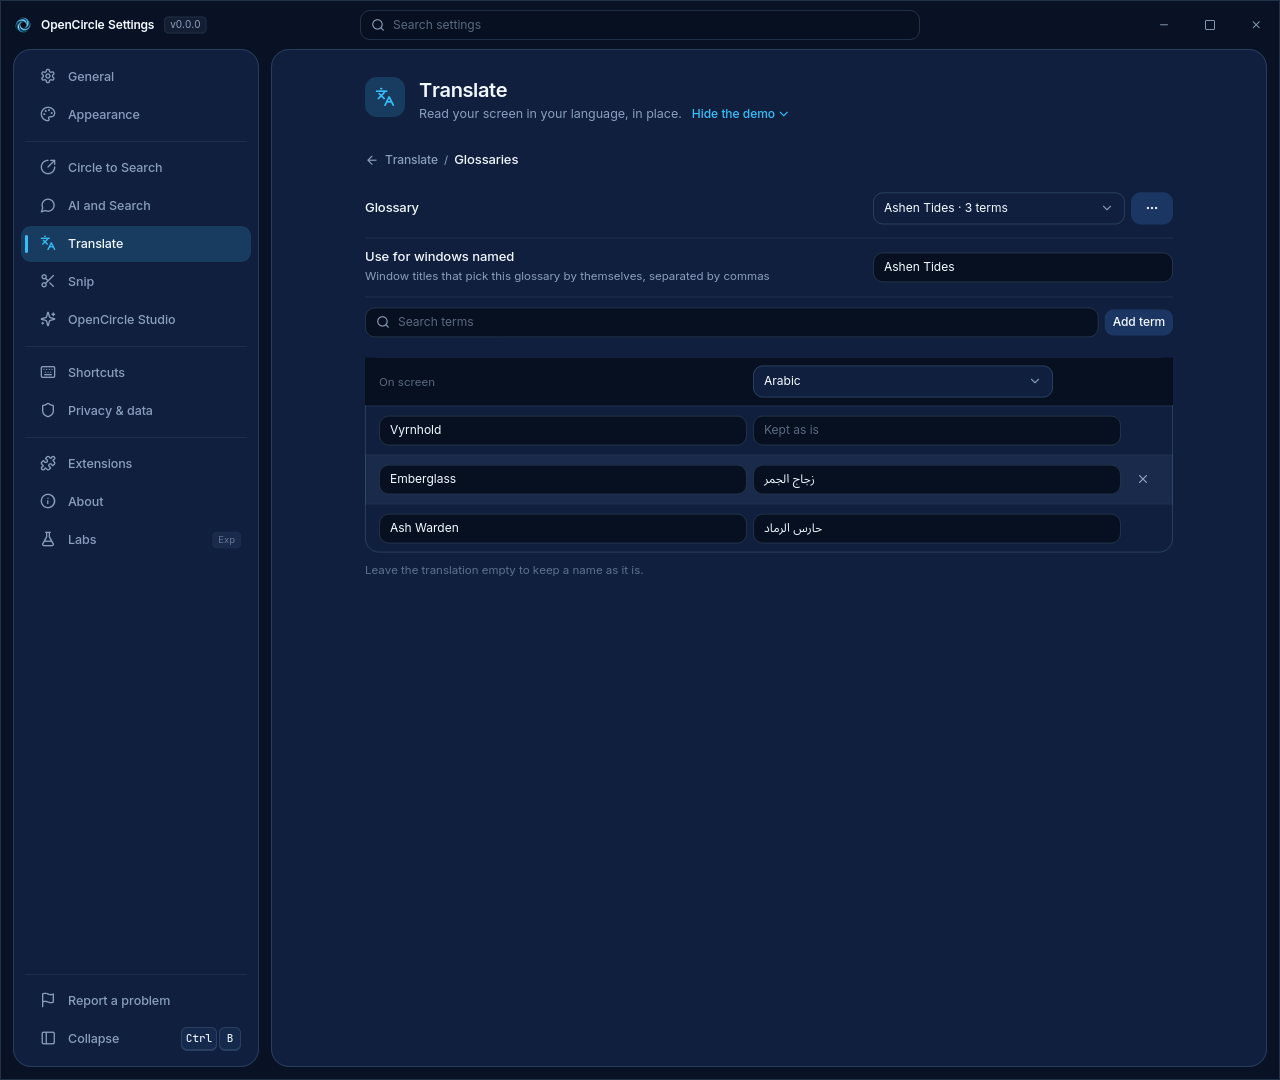 OpenCircle Settings v0.0.0
Search settings
General
Appearance
Circle to Search
AI and Search
Translate
Snip
OpenCircle Studio
Shortcuts
Privacy & data
Extensions
About
Labs Exp
Report a problem
Collapse Ctrl B
Translate
Read your screen in your language, in place. Hide the demo
Translate / Glossaries
Glossary Ashen Tides · 3 terms
Use for windows named
Window titles that pick this glossary by themselves, separated by commas
Ashen Tides
Search terms Add term
On screen Arabic
Vyrnhold Kept as is
Emberglass زجاج الجمر
Ash Warden حارس الرماد
Leave the translation empty to keep a name as it is.